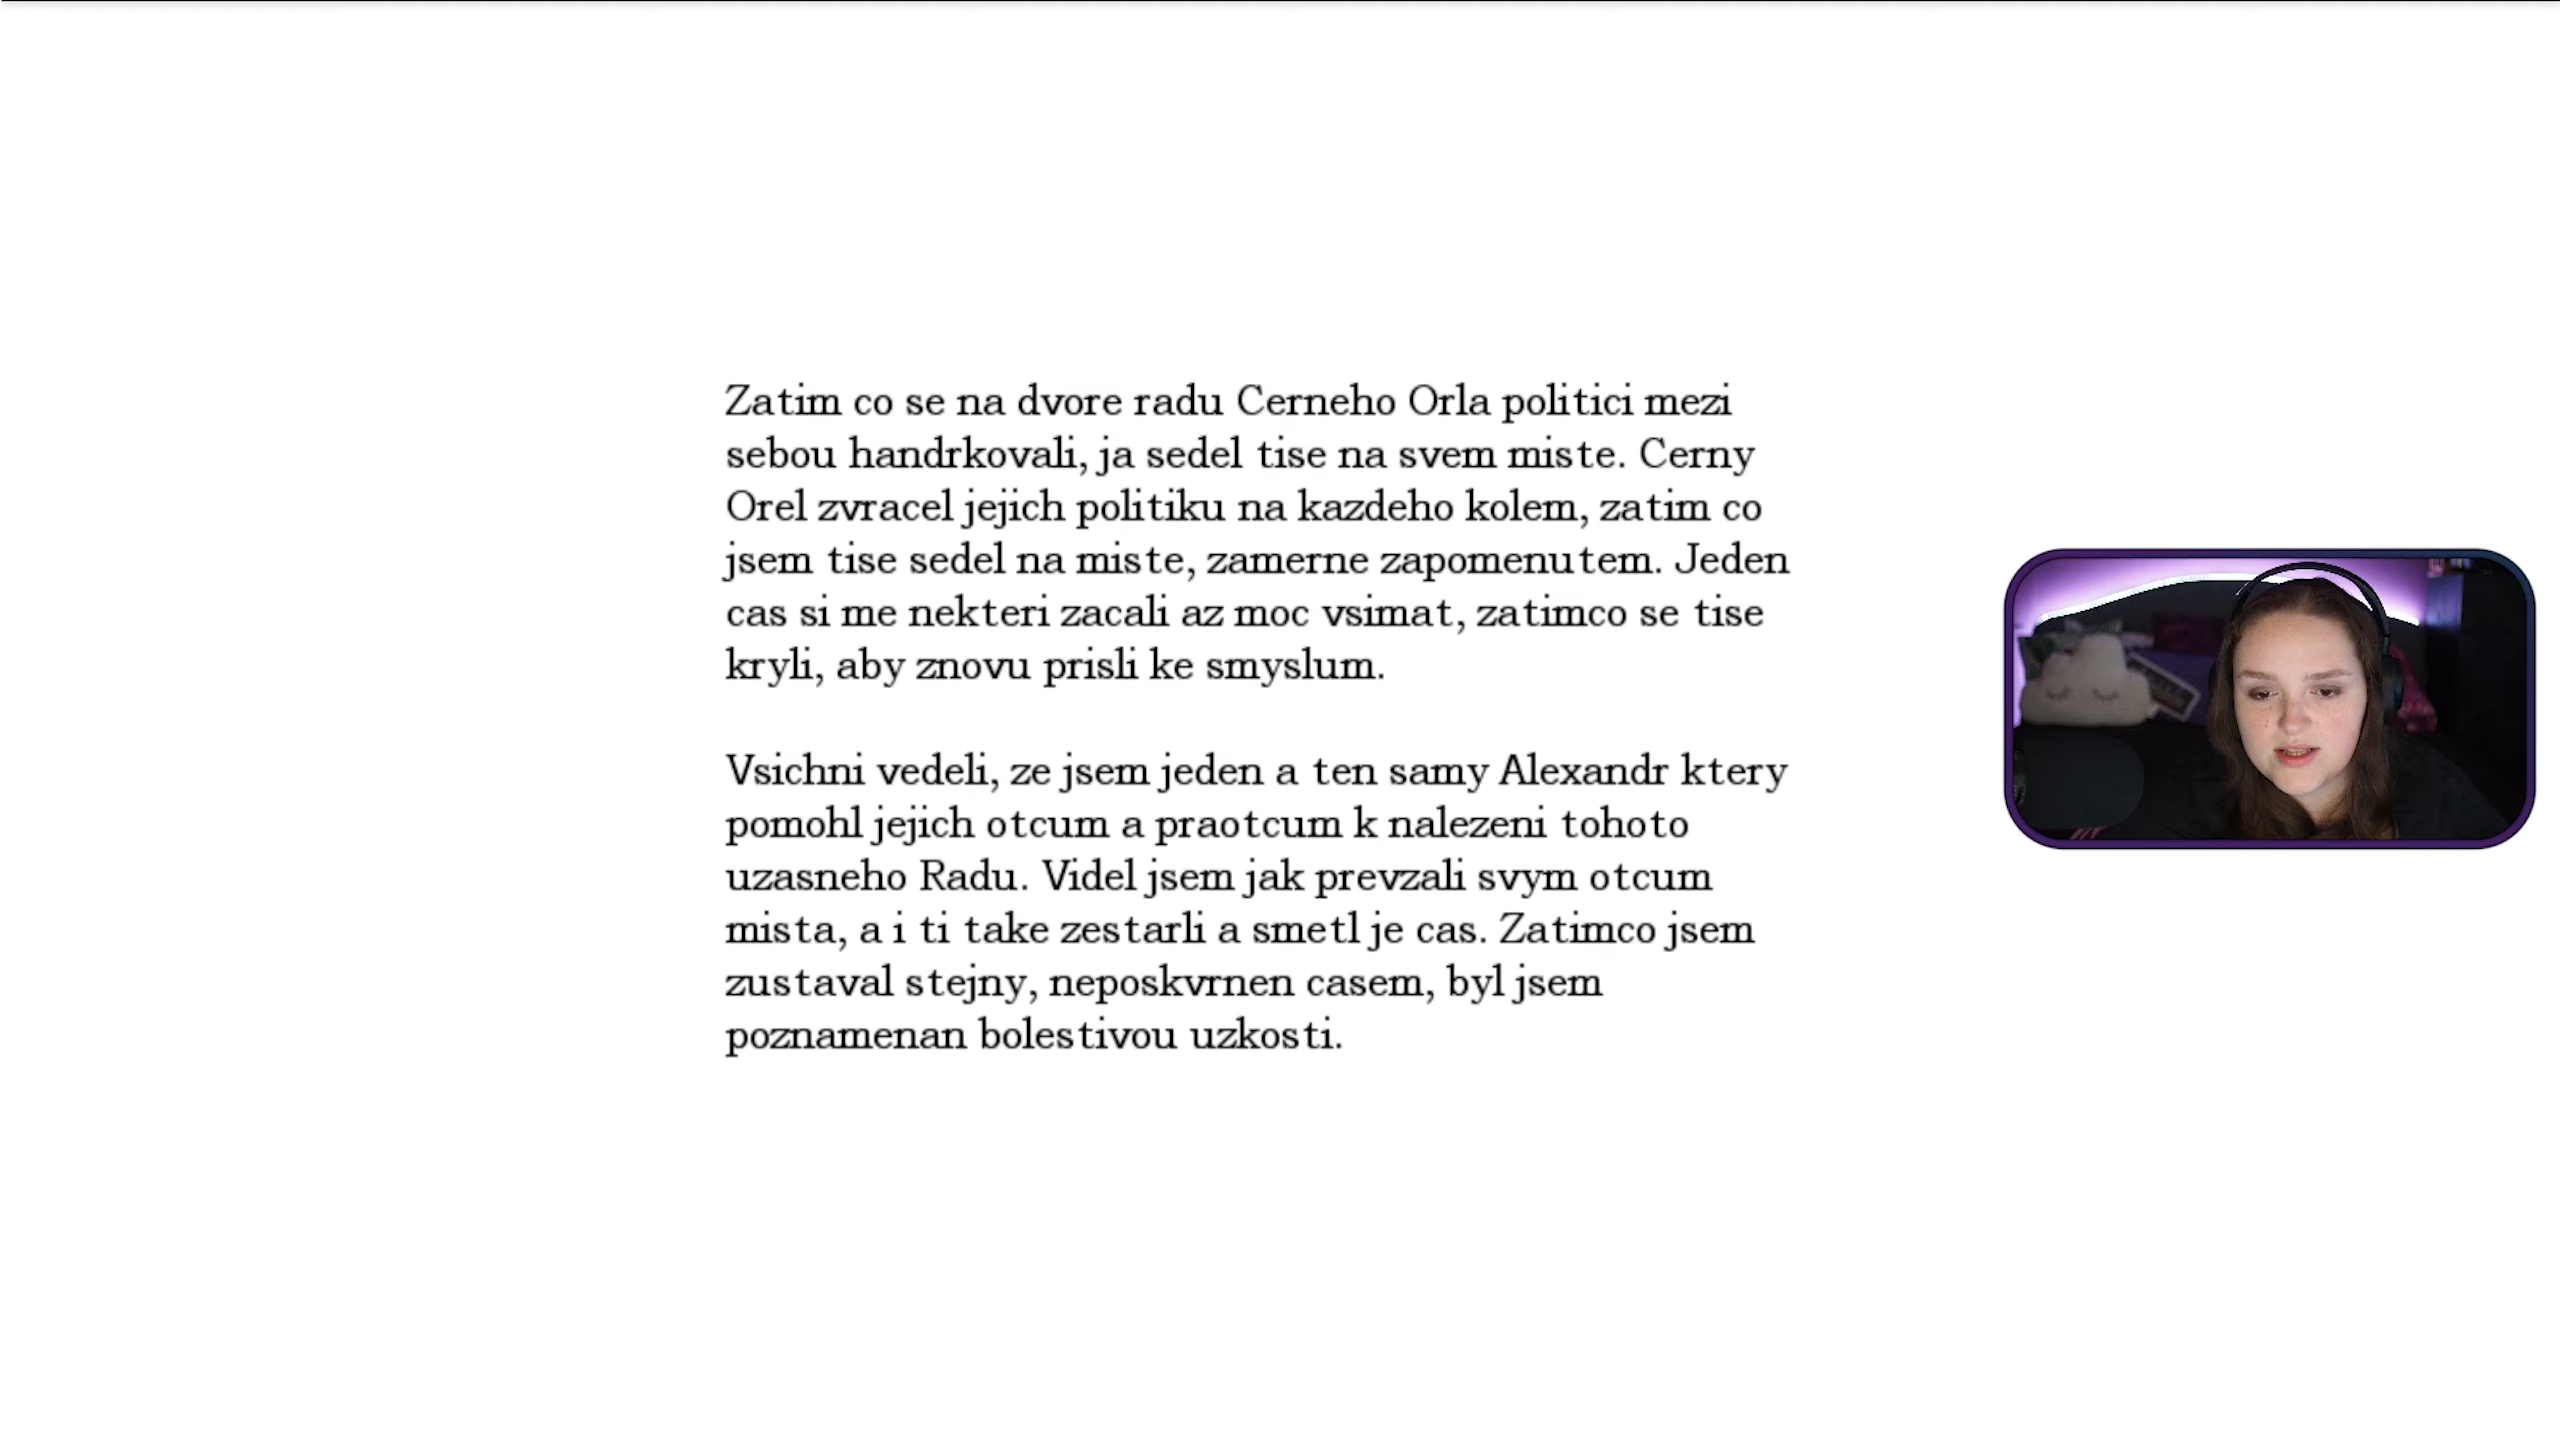 Zatim co se na dvore radu Cerneho Orla politici mezi
sebou handrkovali, ja sedel tise na svem miste. Cerny
Orel zvracel jejich politiku na kazdeho kolem, zatim co
jsem tise sedel na miste, zamerne zapomenutem. Jeden
cas si me nekteri zacali az moc vsimat, zatimco se tise
kryli, aby znovu prisli ke smyslum.
Vsichni vedeli, ze jsem jeden a ten samy Alexandr ktery
pomohl jejich otcum a praotcum k nalezeni tohoto
uzasneho Radu. Videl jsem jak prevzali svym otcum
mista, a i ti take zestarli a smetl je cas. Zatimco jsem
zustaval stejny, neposkvrnen casem, byl jsem
poznamenan bolestivou uzkosti.